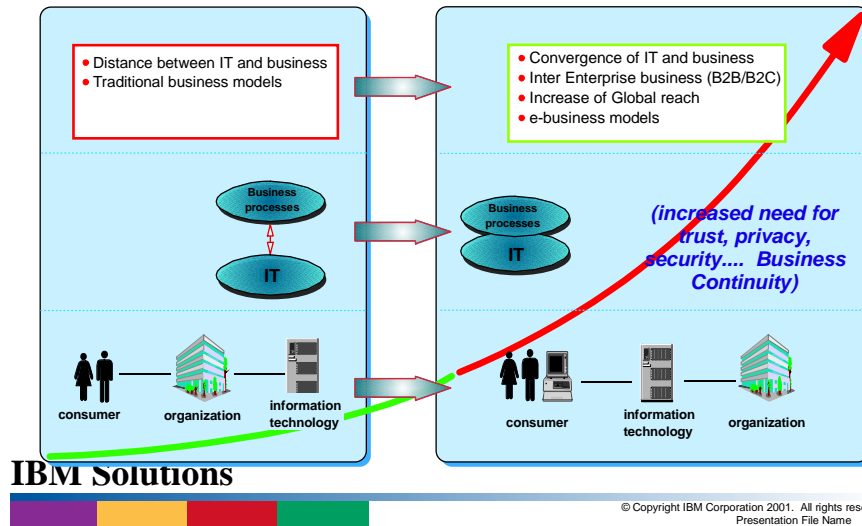 • Distance between IT and business
• Traditional business models
Business
processes
IT
consumer
organization
information
technology
• Convergence of IT and business
• Inter Enterprise business (B2B/B2C)
• Increase of Global reach
• e-business models
Business
processes
IT
(increased need for
trust, privacy,
security.... Business
Continuity)
consumer
information
technology
organization
IBM Solutions
© Copyright IBM Corporation 2001. All rights res
Presentation File Name